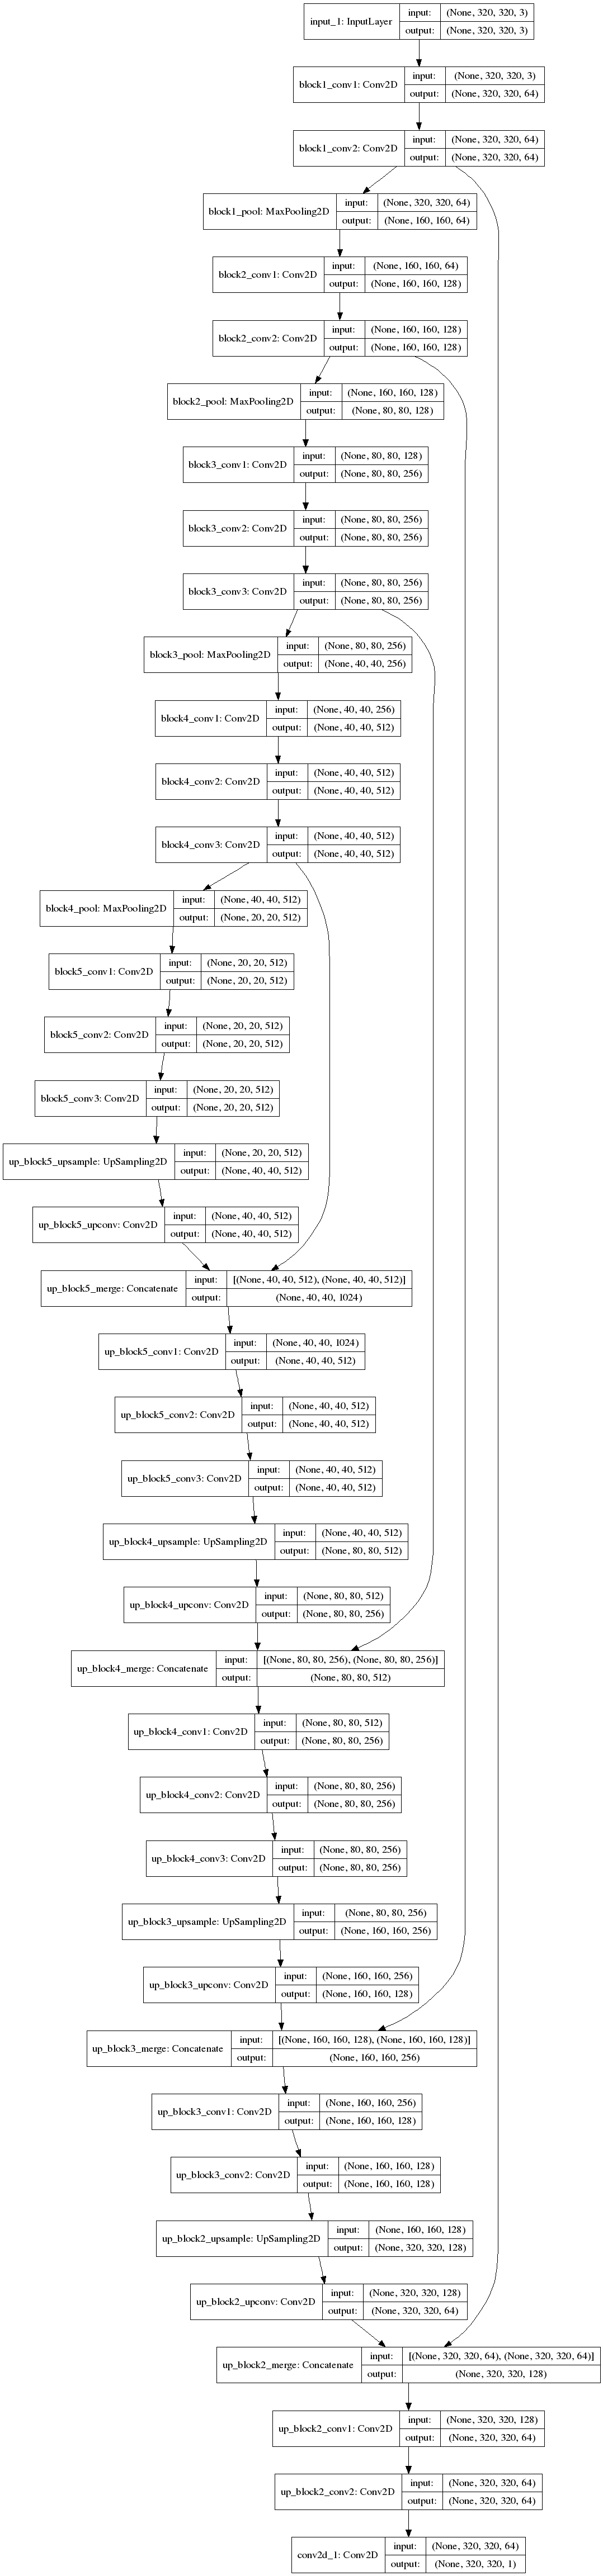 input_1: InputLayer
input: (None, 320, 320, 3)
output: (None, 320, 320, 3)
block1_conv1: Conv2D
input: (None, 320, 320, 3)
output: (None, 320, 320, 64)
block1_conv2: Conv2D
input: (None, 320, 320, 64)
output: (None, 320, 320, 64)
block1_pool: MaxPooling2D
input: (None, 320, 320, 64)
output: (None, 160, 160, 64)
block2_conv1: Conv2D
input: (None, 160, 160, 64)
output: (None, 160, 160, 128)
block2_conv2: Conv2D
input: (None, 160, 160, 128)
output: (None, 160, 160, 128)
block2_pool: MaxPooling2D
input: (None, 160, 160, 128)
output: (None, 80, 80, 128)
block3_conv1: Conv2D
input: (None, 80, 80, 128)
output: (None, 80, 80, 256)
block3_conv2: Conv2D
input: (None, 80, 80, 256)
output: (None, 80, 80, 256)
block3_conv3: Conv2D
input: (None, 80, 80, 256)
output: (None, 80, 80, 256)
block3_pool: MaxPooling2D
input: (None, 80, 80, 256)
output: (None, 40, 40, 256)
block4_conv1: Conv2D
input: (None, 40, 40, 256)
output: (None, 40, 40, 512)
block4_conv2: Conv2D
input: (None, 40, 40, 512)
output: (None, 40, 40, 512)
block4_conv3: Conv2D
input: (None, 40, 40, 512)
output: (None, 40, 40, 512)
block4_pool: MaxPooling2D
input: (None, 40, 40, 512)
output: (None, 20, 20, 512)
block5_conv1: Conv2D
input: (None, 20, 20, 512)
output: (None, 20, 20, 512)
block5_conv2: Conv2D
input: (None, 20, 20, 512)
output: (None, 20, 20, 512)
block5_conv3: Conv2D
input: (None, 20, 20, 512)
output: (None, 20, 20, 512)
up_block5_upsample: UpSampling2D
input: (None, 20, 20, 512)
output: (None, 40, 40, 512)
up_block5_upconv: Conv2D
input: (None, 40, 40, 512)
output: (None, 40, 40, 512)
up_block5_merge: Concatenate
input: [(None, 40, 40, 512), (None, 40, 40, 512)]
output: (None, 40, 40, 1024)
up_block5_conv1: Conv2D
input: (None, 40, 40, 1024)
output: (None, 40, 40, 512)
up_block5_conv2: Conv2D
input: (None, 40, 40, 512)
output: (None, 40, 40, 512)
up_block5_conv3: Conv2D
input: (None, 40, 40, 512)
output: (None, 40, 40, 512)
up_block4_upsample: UpSampling2D
input: (None, 40, 40, 512)
output: (None, 80, 80, 512)
up_block4_upconv: Conv2D
input: (None, 80, 80, 512)
output: (None, 80, 80, 256)
up_block4_merge: Concatenate
input: [(None, 80, 80, 256), (None, 80, 80, 256)]
output: (None, 80, 80, 512)
up_block4_conv1: Conv2D
input: (None, 80, 80, 512)
output: (None, 80, 80, 256)
up_block4_conv2: Conv2D
input: (None, 80, 80, 256)
output: (None, 80, 80, 256)
up_block4_conv3: Conv2D
input: (None, 80, 80, 256)
output: (None, 80, 80, 256)
up_block3_upsample: UpSampling2D
input: (None, 80, 80, 256)
output: (None, 160, 160, 256)
up_block3_upconv: Conv2D
input: (None, 160, 160, 256)
output: (None, 160, 160, 128)
up_block3_merge: Concatenate
input: [(None, 160, 160, 128), (None, 160, 160, 128)]
output: (None, 160, 160, 256)
up_block3_conv1: Conv2D
input: (None, 160, 160, 256)
output: (None, 160, 160, 128)
up_block3_conv2: Conv2D
input: (None, 160, 160, 128)
output: (None, 160, 160, 128)
up_block2_upsample: UpSampling2D
input: (None, 160, 160, 128)
output: (None, 320, 320, 128)
up_block2_upconv: Conv2D
input: (None, 320, 320, 128)
output: (None, 320, 320, 64)
up_block2_merge: Concatenate
input: [(None, 320, 320, 64), (None, 320, 320, 64)]
output: (None, 320, 320, 128)
up_block2_conv1: Conv2D
input: (None, 320, 320, 128)
output: (None, 320, 320, 64)
up_block2_conv2: Conv2D
input: (None, 320, 320, 64)
output: (None, 320, 320, 64)
conv2d_1: Conv2D
input: (None, 320, 320, 64)
output: (None, 320, 320, 1)